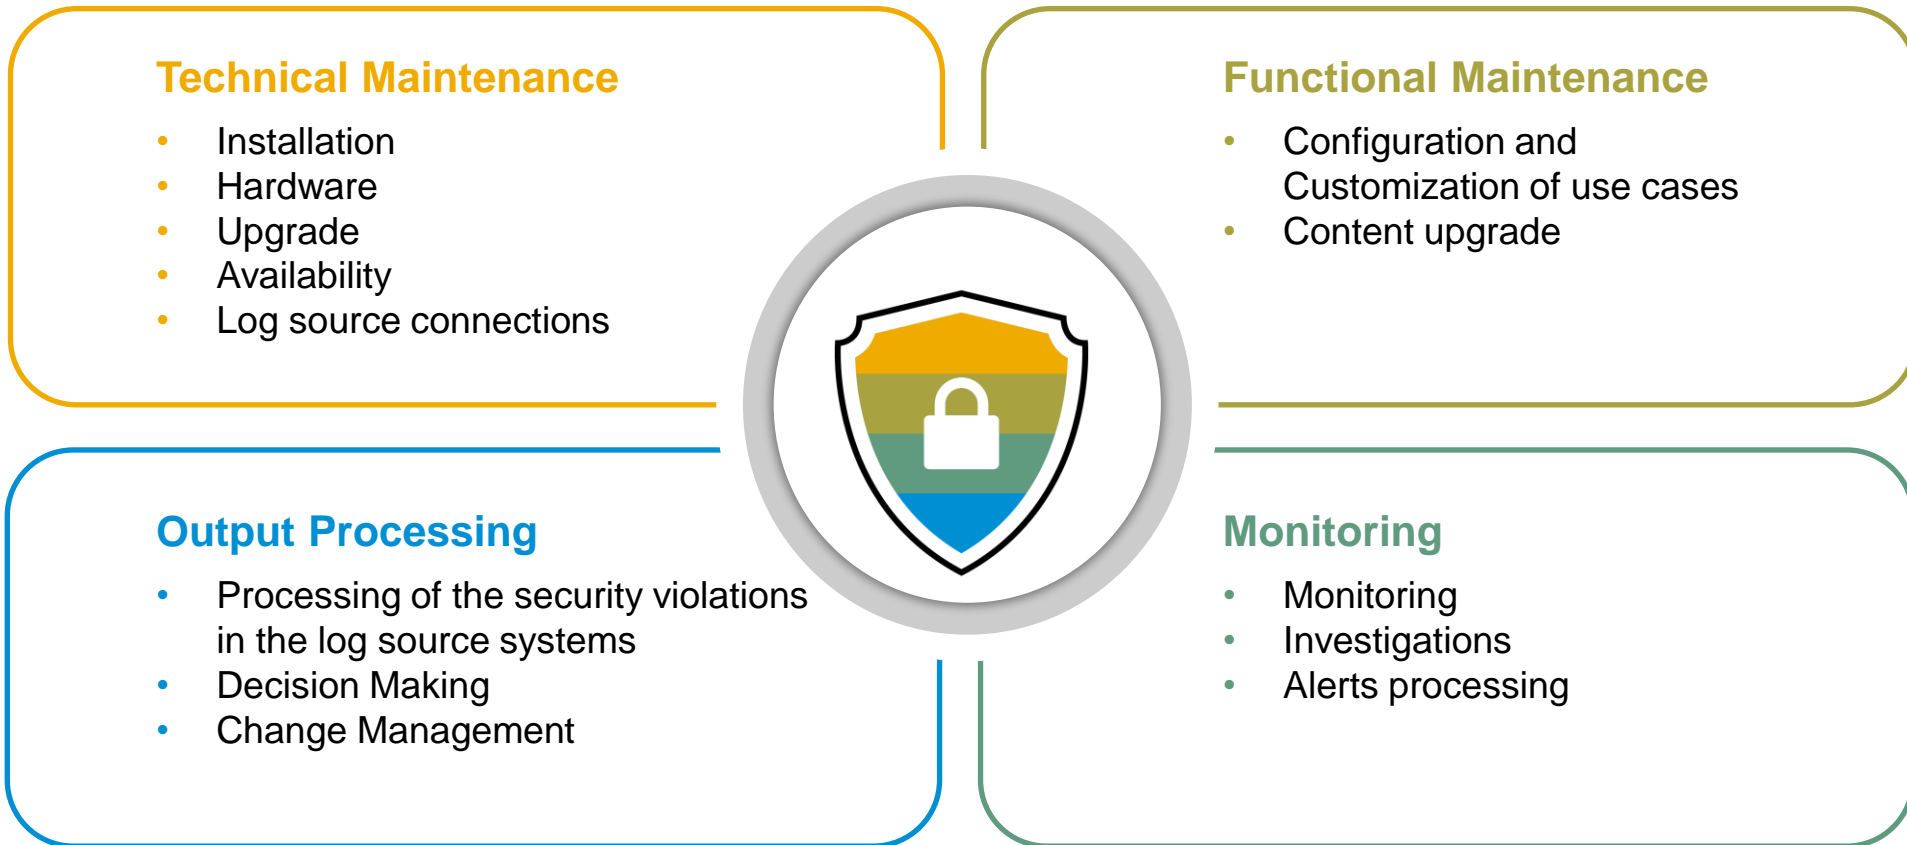 Technical Maintenance
• Installation
• Hardware
• Upgrade
• Availability
• Log source connections
Functional Maintenance
• Configuration and
Customization of use cases
• Content upgrade
Output Processing
• Processing of the security violations
in the log source systems
• Decision Making
• Change Management
Monitoring
• Monitoring
• Investigations
• Alerts processing